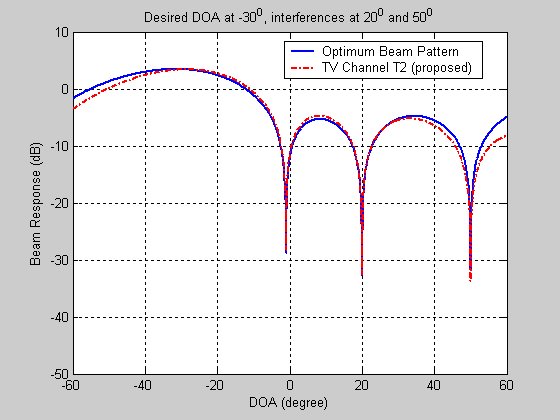 Desired DOA at -30⁰, interferences at 20⁰ and 50⁰
Optimum Beam Pattern
TV Channel T2 (proposed)
10
0
-10
-20
-30
-40
-50
Beam Response (dB)
-60
-40
-20
0
20
40
60
DOA (degree)